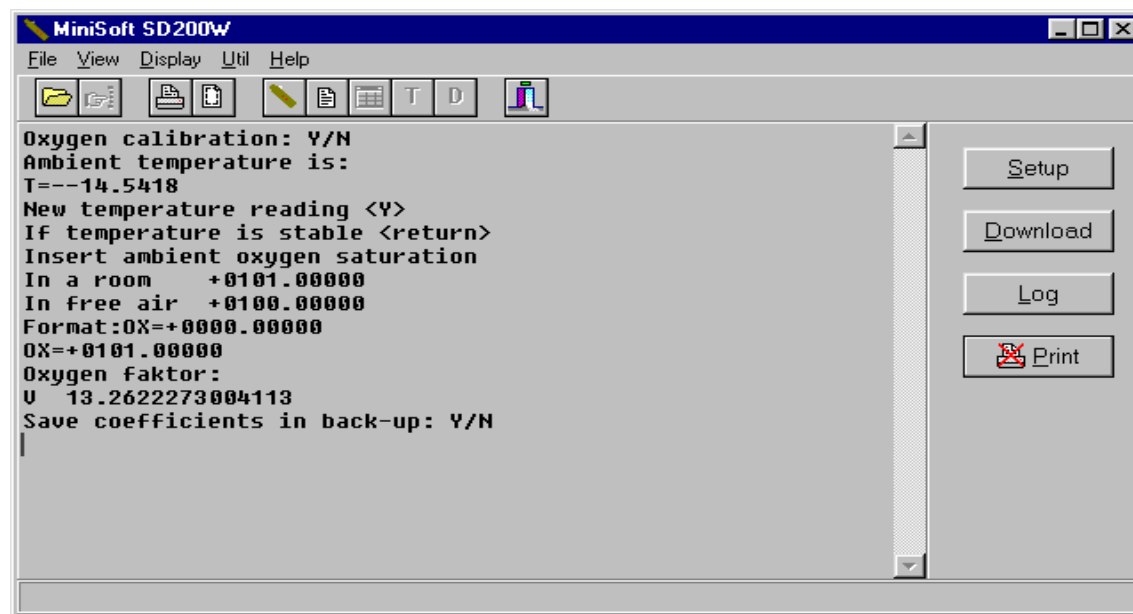 MiniSoft SD200W
File View Display Util Help
T D
Oxygen calibration: Y/N
Ambient temperature is:
T=--14.5418
New temperature reading <Y>
If temperature is stable <return>
Insert ambient oxygen saturation
In a room +0101.00000
In free air +0100.00000
Format:OX=+0000.00000
OX=+0101.00000
Oxygen faktor:
V 13.2622273004113
Save coefficients in back-up: Y/N
Setup
Download
Log
Print